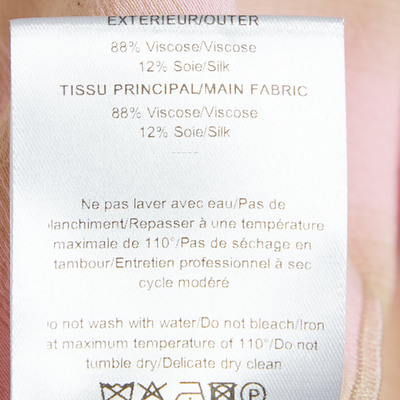 EXTERIEUR/OUTER
88% Viscose/Viscose
12% Soie/Silk
TISSU PRINCIPAL/MAIN FABRIC
88% Viscose/Viscose
12% Soie/Silk
-----
Ne pas laver avec eau/Pas de
lanchiment/Repasser à une température
maximale de 110°/Pas de séchage en
tambour/Entretien professionnel à sec
cycle modéré
Do not wash with water/Do not bleach/Iron
at maximum temperature of 110°/Do not
tumble dry/Delicate dry clean
P